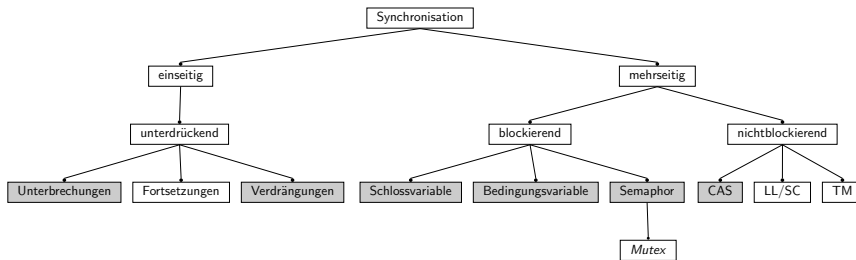 Synchronisation
einseitig mehrseitig
unterdrückend blockierend nichtblockierend
Unterbrechungen Fortsetzungen Verdrängungen Schlossvariable Bedingungsvariable Semaphor CAS LL/SC TM
Mutex